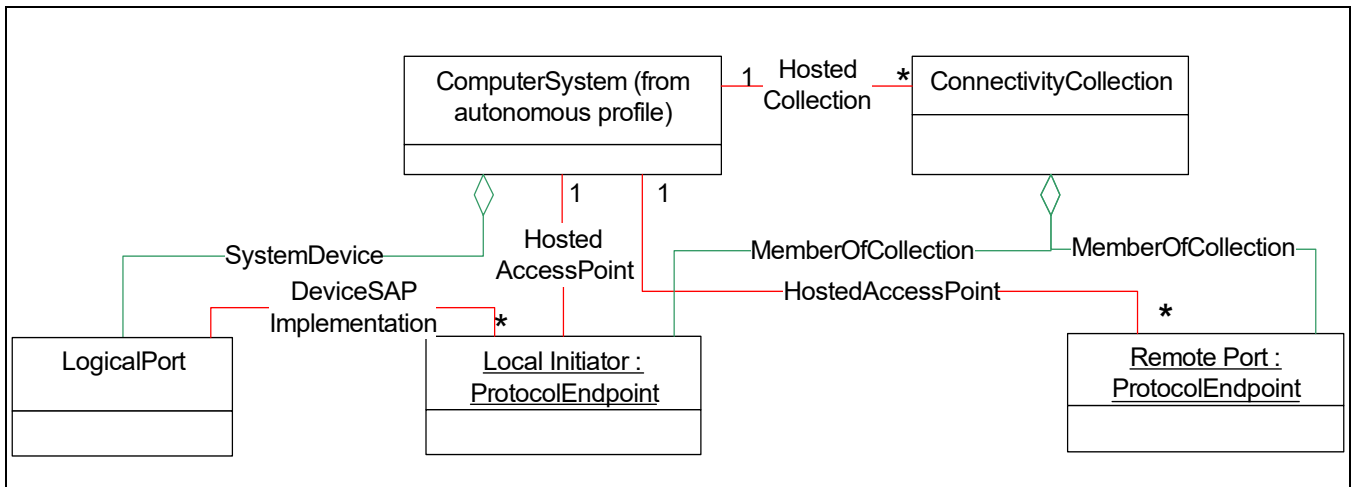 ComputerSystem (from
autonomous profile)
1
Hosted
Collection
*
ConnectivityCollection
1
1
Hosted
AccessPoint
SystemDevice
MemberOfCollection
MemberOfCollection
HostedAccessPoint
DeviceSAP
Implementation
*
*
LogicalPort
Local Initiator :
ProtocolEndpoint
Remote Port :
ProtocolEndpoint